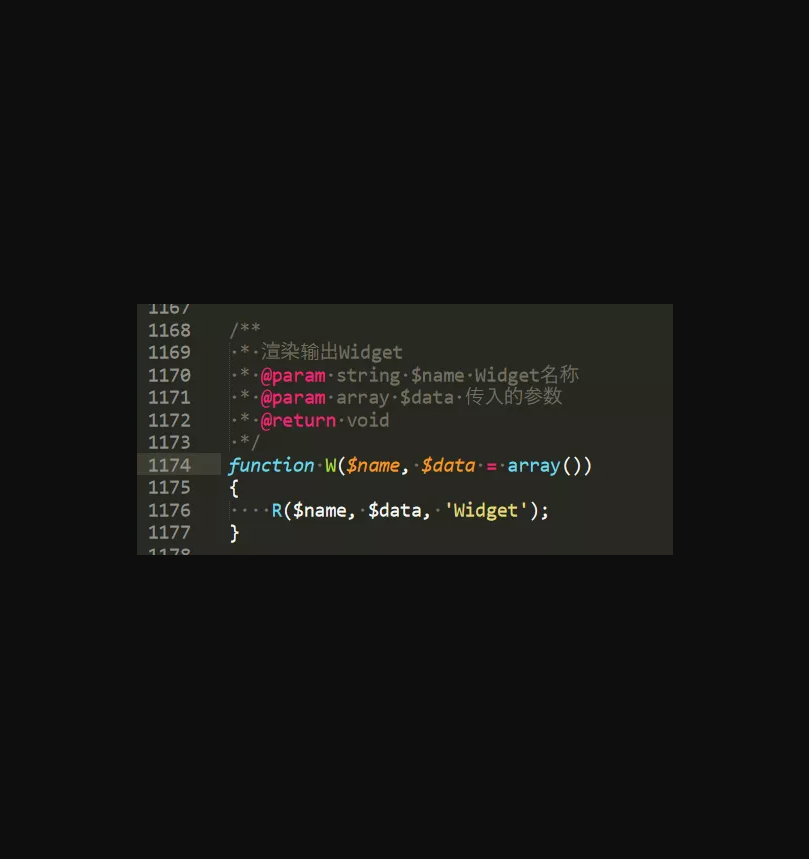 1167
1168 /**
1169 * 渲染输出Widget
1170 * @param string $name Widget名称
1171 * @param array $data 传入的参数
1172 * @return void
1173 */
1174 function W($name, $data = array())
1175 {
1176 R($name, $data, 'Widget');
1177 }
1178